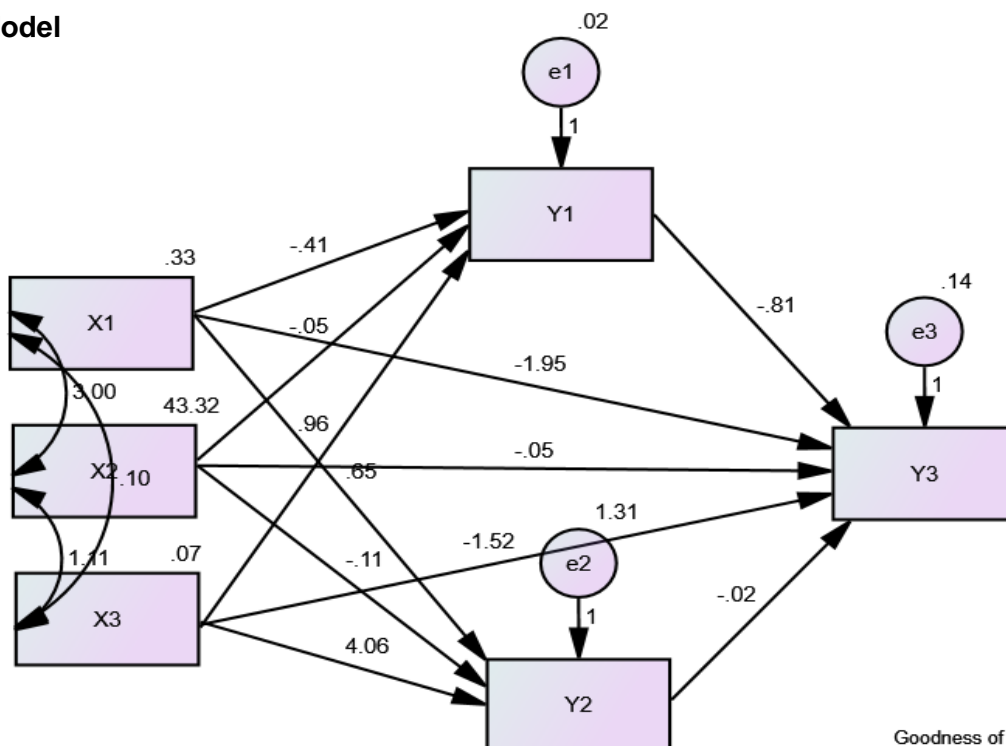 odel
.02
e1
1
Y1
.33
-.41
X1
-.05
-.81
.14
e3
1
-1.95
3.00
43.32
.96
.65
-.05
X2
.10
Y3
1.31
-1.52
e2
1.11
.07
-.11
-.02
1
X3
4.06
Y2
Goodness of